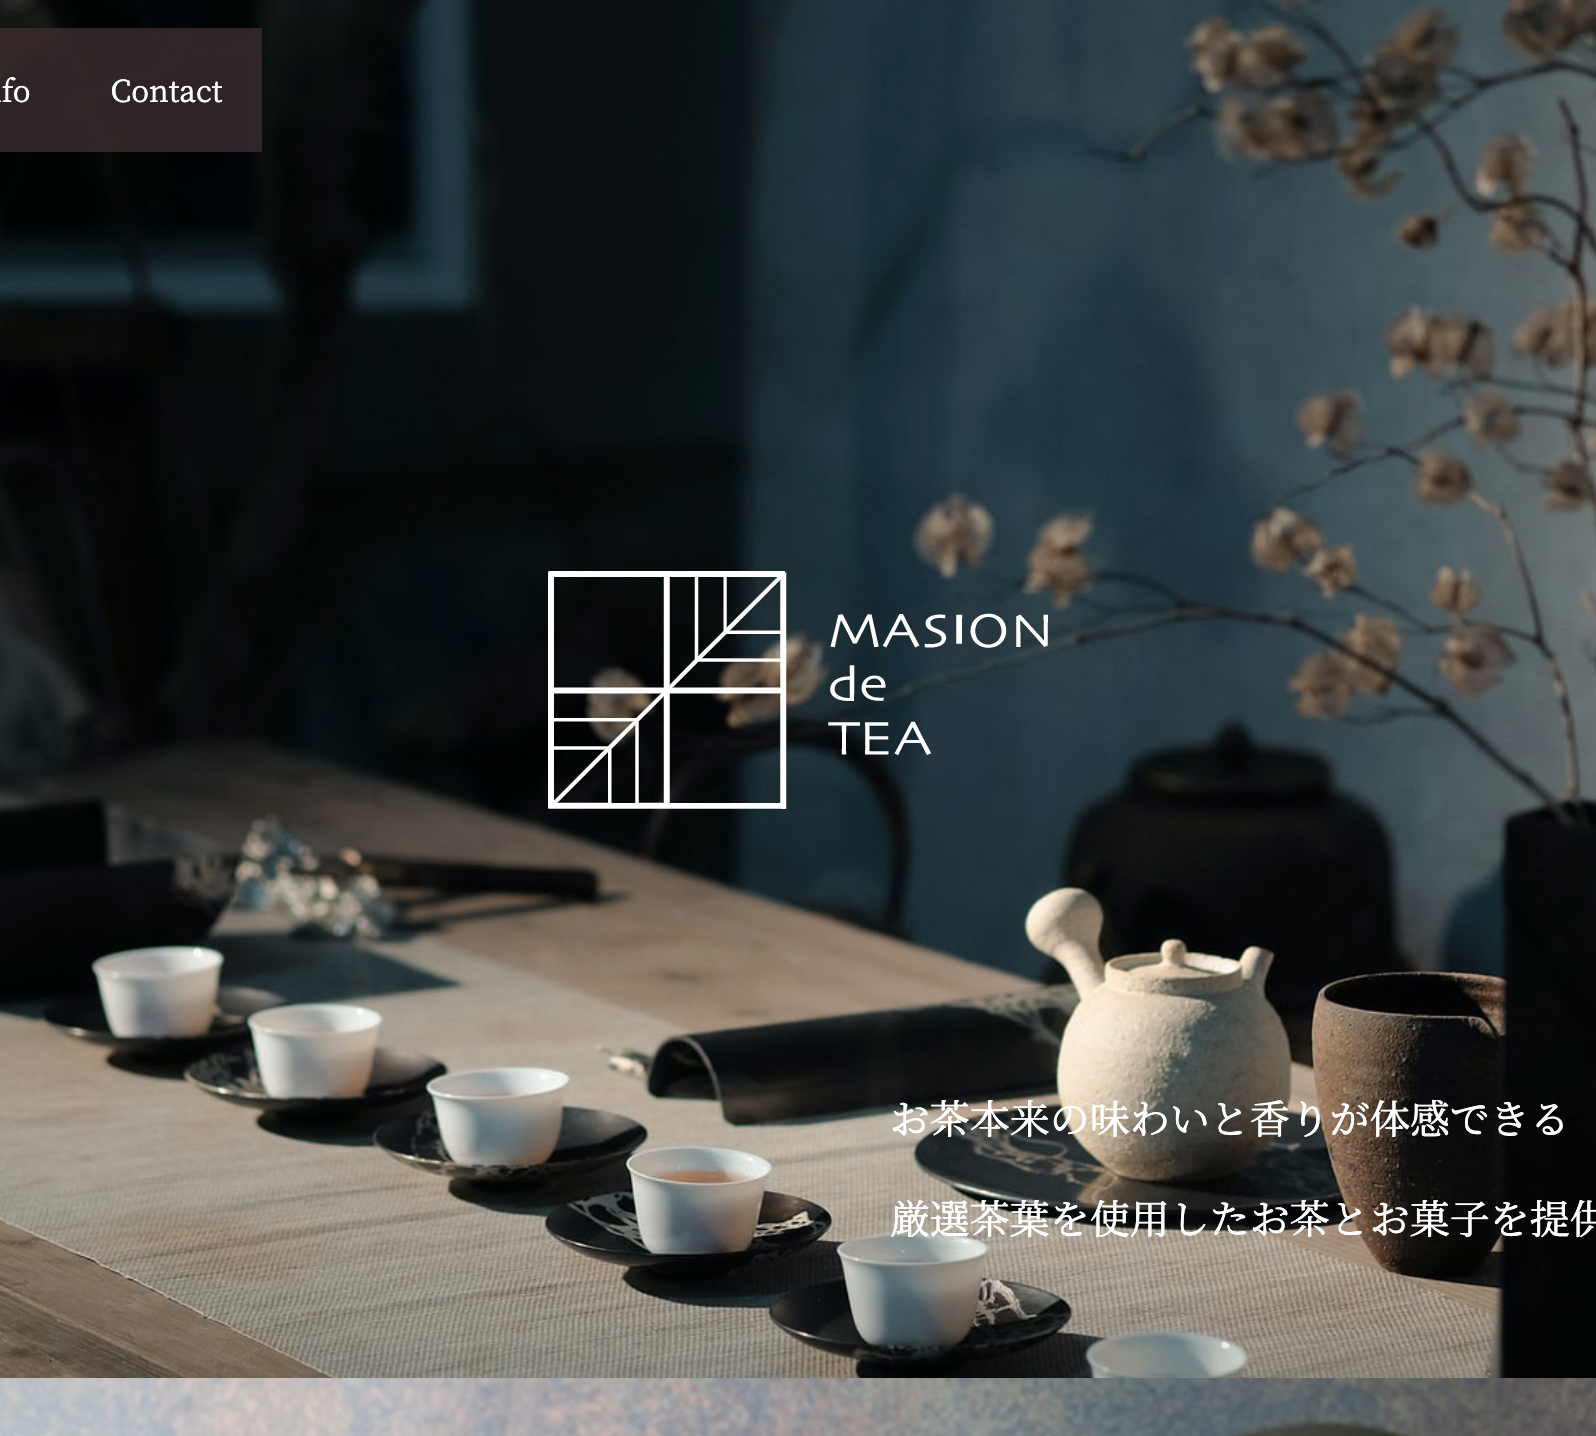 Contact
MASION
de
TEA
お茶本来の味わいと香りが体感できる
厳選茶葉を使用したお茶とお菓子を提供